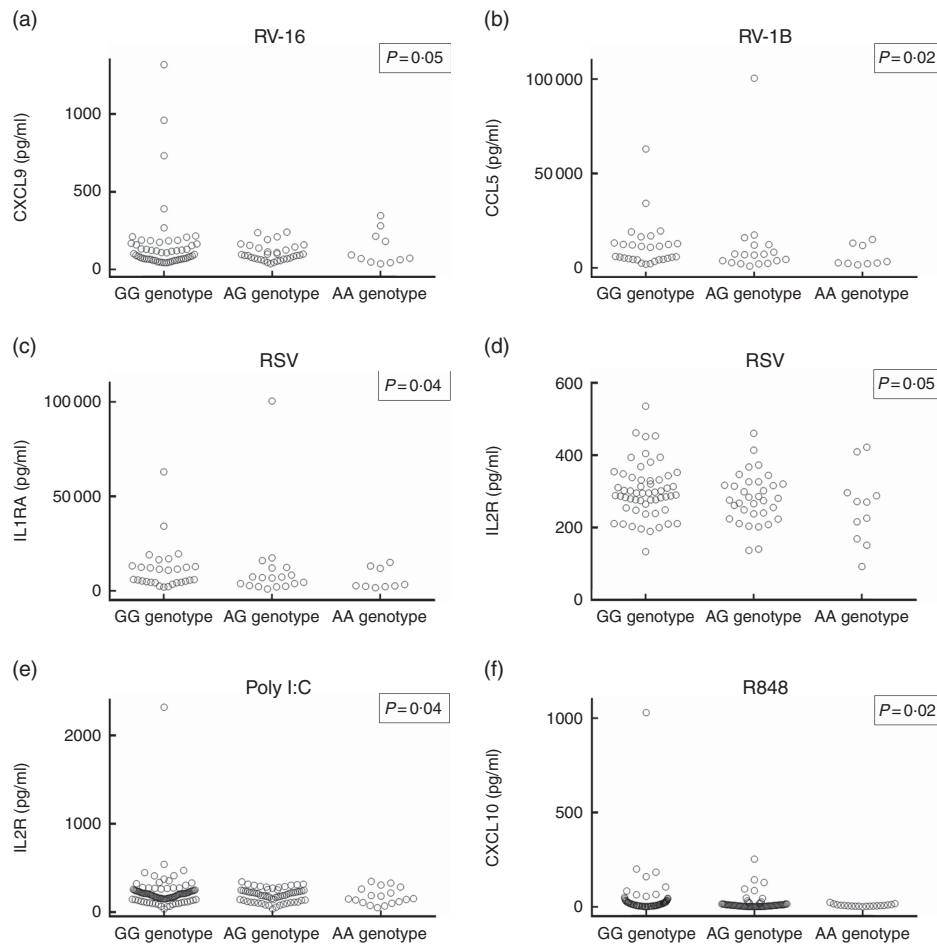 (a)
RV-16
P=0·05
CXCL9 (pg/ml)
1000
500
0
GG genotype AG genotype AA genotype
(b)
RV-1B
P=0·02
CCL5 (pg/ml)
100 000
50 000
0
GG genotype AG genotype AA genotype
(c)
RSV
P=0·04
IL1RA (pg/ml)
100 000
50 000
0
GG genotype AG genotype AA genotype
(d)
RSV
P=0·05
IL2R (pg/ml)
600
400
200
0
GG genotype AG genotype AA genotype
(e)
Poly I:C
P=0·04
IL2R (pg/ml)
2000
1000
0
GG genotype AG genotype AA genotype
(f)
R848
P=0·02
CXCL10 (pg/ml)
1000
500
0
GG genotype AG genotype AA genotype